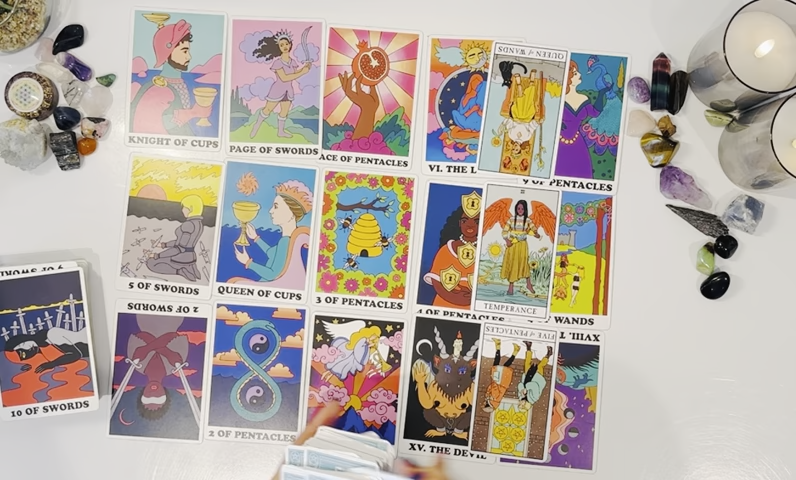 KNIGHT OF CUPS
PAGE OF SWORDS
ACE OF PENTACLES
VI. THE L
QUEEN of WANDS
9 OF PENTACLES
5 OF SWORDS
QUEEN OF CUPS
3 OF PENTACLES
4 OF PENTACLES
TEMPERANCE
WANDS
10 OF SWORDS
2 OF SWORDS
2 OF PENTACLES
XV. THE DEVIL
FIVE of PENTACLES
XVIII. T